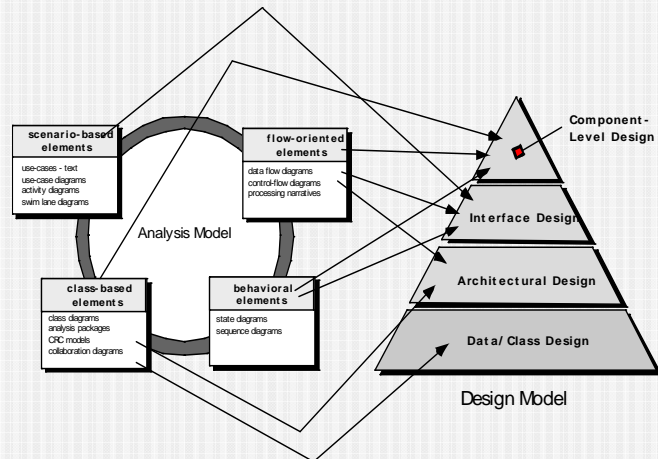 scenario-based
elements
use-cases - text
use-case diagrams
activity diagrams
swim lane diagrams
flow-oriented
elements
data flow diagrams
control-flow diagrams
processing narratives
Analysis Model
class-based
elements
class diagrams
analysis packages
CRC models
collaboration diagrams
behavioral
elements
state diagrams
sequence diagrams
Component-
Level Design
Interface Design
Architectural Design
Data/Class Design
Design Model